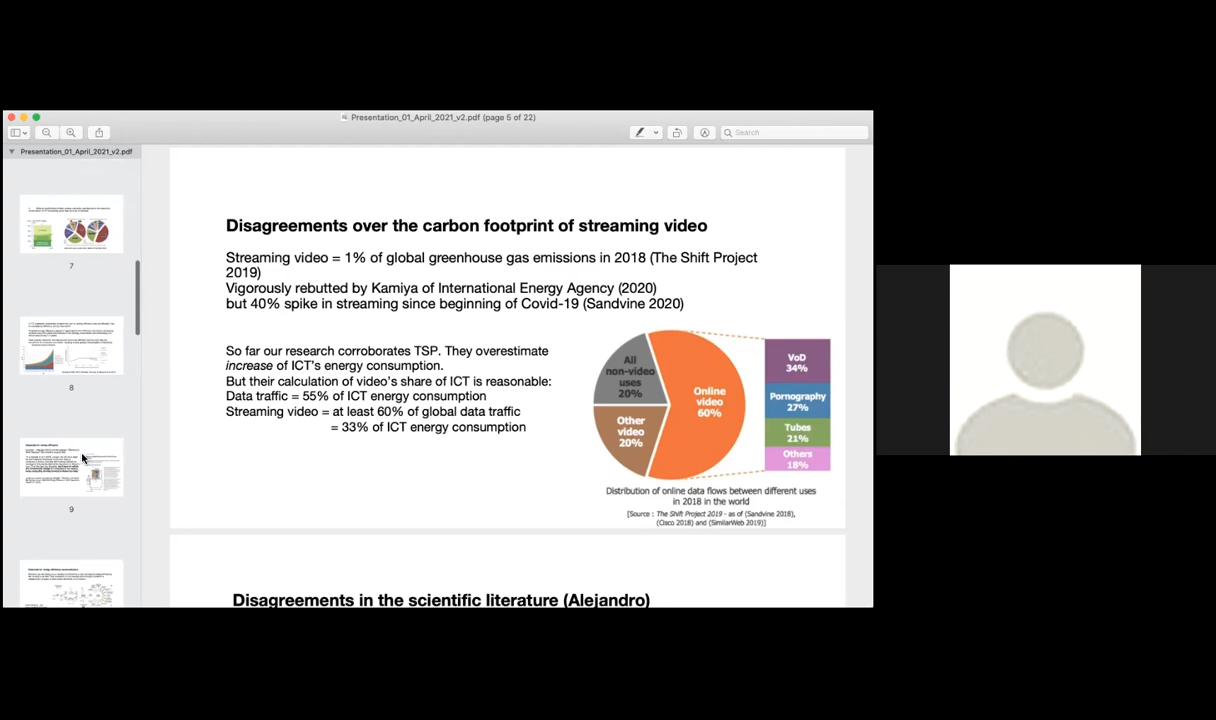 Presentation_01_April_2021_v2.pdf (page 5 of 22)
Search
Presentation_01_April_2021_v2.pdf
7
8
9
Disagreements over the carbon footprint of streaming video
Streaming video = 1% of global greenhouse gas emissions in 2018 (The Shift Project
2019)
Vigorously rebutted by Kamiya of International Energy Agency (2020)
but 40% spike in streaming since beginning of Covid-19 (Sandvine 2020)
So far our research corroborates TSP. They overestimate
increase of ICT's energy consumption.
But their calculation of video's share of ICT is reasonable:
Data traffic = 55% of ICT energy consumption
Streaming video = at least 60% of global data traffic
= 33% of ICT energy consumption
All
non-video
uses
20%
Other
video
20%
Online
video
60%
VoD
34%
Pornography
27%
Tubes
21%
Others
18%
Distribution of online data flows between different uses
in 2018 in the world
[Source : The Shift Project 2019 - as of (Sandvine 2018),
(Cisco 2018) and (SimilarWeb 2019)]
Disagreements in the scientific literature (Alejandro)